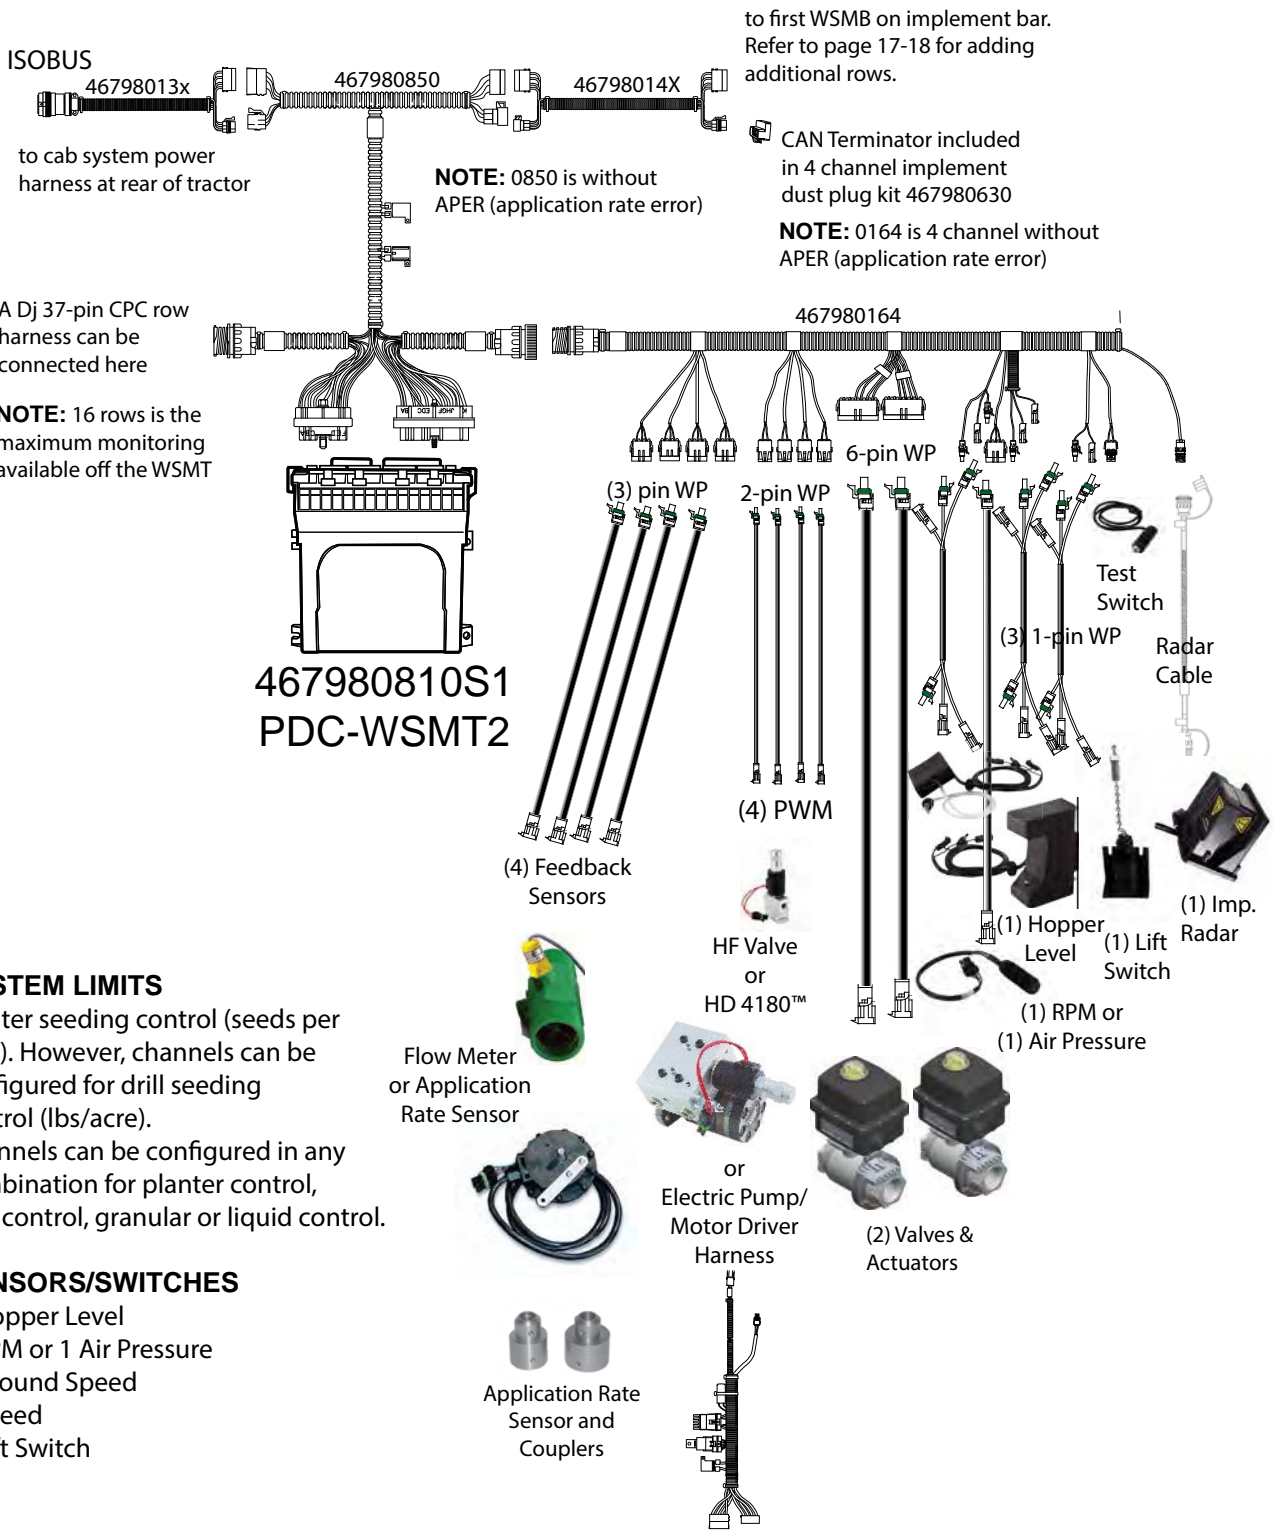 to first WSMB on implement bar.
Refer to page 17-18 for adding
additional rows.
ISOBUS
46798013x
467980850
46798014X
to cab system power
harness at rear of tractor
NOTE: 0850 is without
APER (application rate error)
CAN Terminator included
in 4 channel implement
dust plug kit 467980630
NOTE: 0164 is 4 channel without
APER (application rate error)
A Dj 37-pin CPC row
harness can be
connected here
NOTE: 16 rows is the
maximum monitoring
available off the WSMT
467980164
BA
EDC
JHGF
K
(3) pin WP
2-pin WP
6-pin WP
(3) 1-pin WP
Test
Switch
Radar
Cable
467980810S1
PDC-WSMT2
(4) Feedback
Sensors
(4) PWM
HF Valve
or
HD 4180™
(1) Hopper
Level
(1) Lift
Switch
(1) Imp.
Radar
(1) RPM or
(1) Air Pressure
STEM LIMITS
ter seeding control (seeds per
). However, channels can be
figured for drill seeding
trol (lbs/acre).
nnels can be configured in any
mbination for planter control,
control, granular or liquid control.
Flow Meter
or Application
Rate Sensor
or
Electric Pump/
Motor Driver
Harness
(2) Valves &
Actuators
NSORS/SWITCHES
opper Level
PM or 1 Air Pressure
ound Speed
eed
ft Switch
Application Rate
Sensor and
Couplers